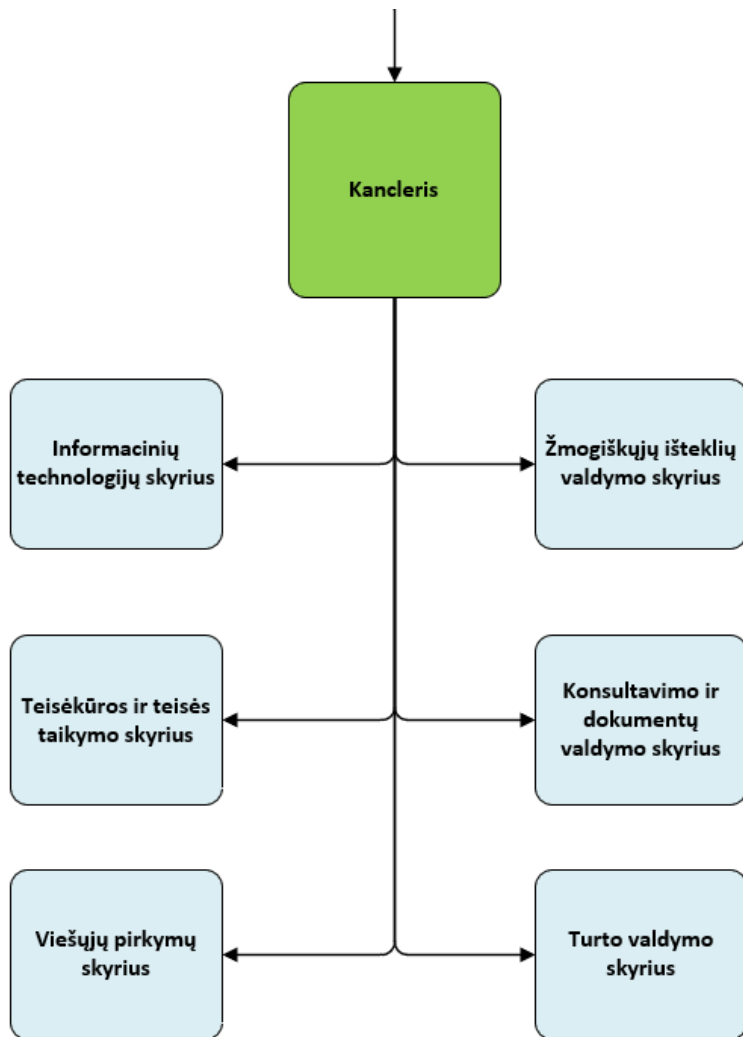 Kancleris
Informacinių
technologijų skyrius
Žmogiškųjų išteklių
valdymo skyrius
Teisėkūros ir teisės
taikymo skyrius
Konsultavimo ir
dokumentų
valdymo skyrius
Viešųjų pirkymų
skyrius
Turto valdymo
skyrius